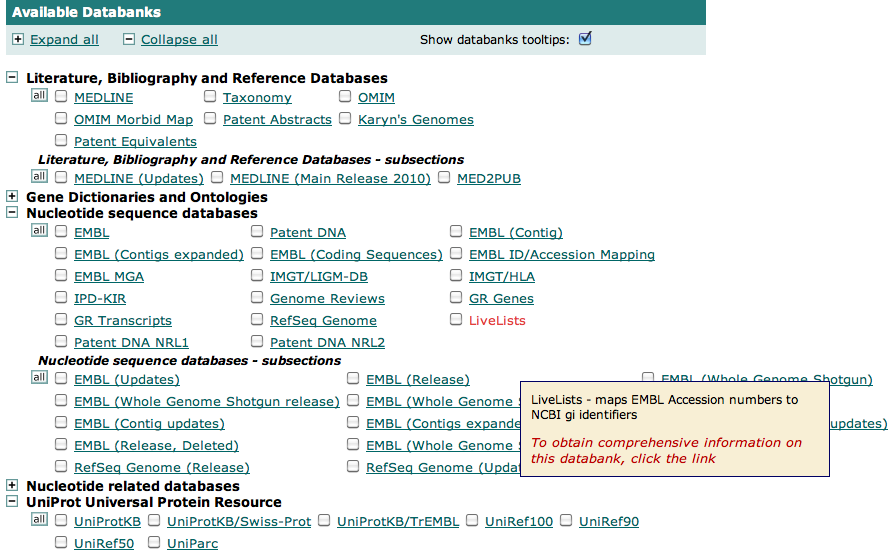 Available Databanks
Expand all Collapse all Show databanks tooltips:
Literature, Bibliography and Reference Databases
all MEDLINE Taxonomy OMIM
OMIM Morbid Map Patent Abstracts Karyn's Genomes
Patent Equivalents
Literature, Bibliography and Reference Databases - subsections
all MEDLINE (Updates) MEDLINE (Main Release 2010) MED2PUB
Gene Dictionaries and Ontologies
Nucleotide sequence databases
all EMBL Patent DNA EMBL (Contig)
EMBL (Contigs expanded) EMBL (Coding Sequences) EMBL ID/Accession Mapping
EMBL MGA IMGT/LIGM-DB IMGT/HLA
IPD-KIR Genome Reviews GR Genes
GR Transcripts RefSeq Genome LiveLists
Patent DNA NRL1 Patent DNA NRL2
Nucleotide sequence databases - subsections
all EMBL (Updates) EMBL (Release) EMBL (Whole Genome Shotgun)
EMBL (Whole Genome Shotgun release) EMBL (Whole Genome
EMBL (Contig updates) EMBL (Contigs expande updates)
EMBL (Release, Deleted) EMBL (Whole Genome
RefSeq Genome (Release) RefSeq Genome (Upda
LiveLists - maps EMBL Accession numbers to
NCBI gi identifiers
To obtain comprehensive information on
this databank, click the link
Nucleotide related databases
UniProt Universal Protein Resource
all UniProtKB UniProtKB/Swiss-Prot UniProtKB/TrEMBL UniRef100 UniRef90
UniRef50 UniParc